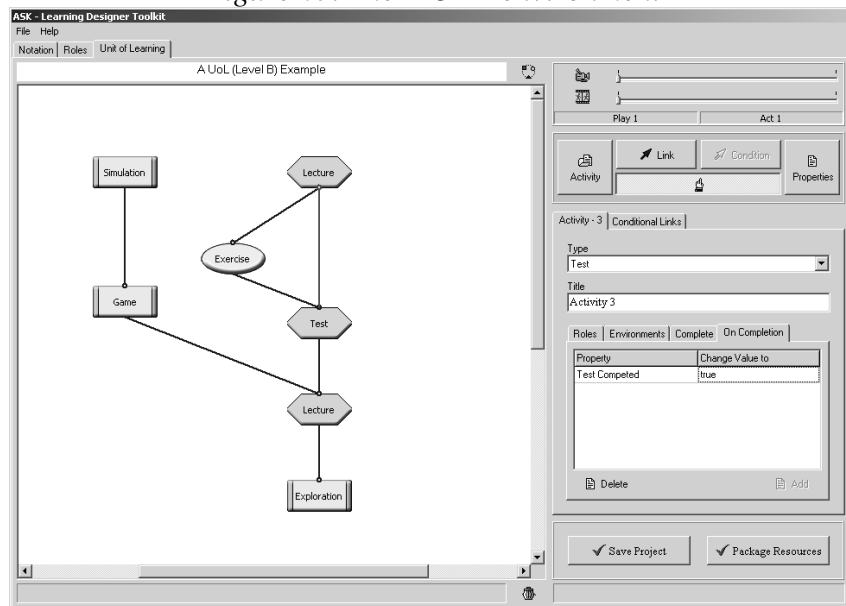 ASK - Learning Designer Toolkit
File Help
Notation Roles Unit of Learning
A UoL (Level B) Example
Play 1 Act 1
Simulation Lecture
Link Condition
Activity Properties
Exercise
Game
Test
Lecture
Exploration
Activity - 3 Conditional Links
Type
Test
Title
Activity 3
Roles Environments Complete On Completion
Property Change Value to
Test Competed true
Delete Add
Save Project Package Resources